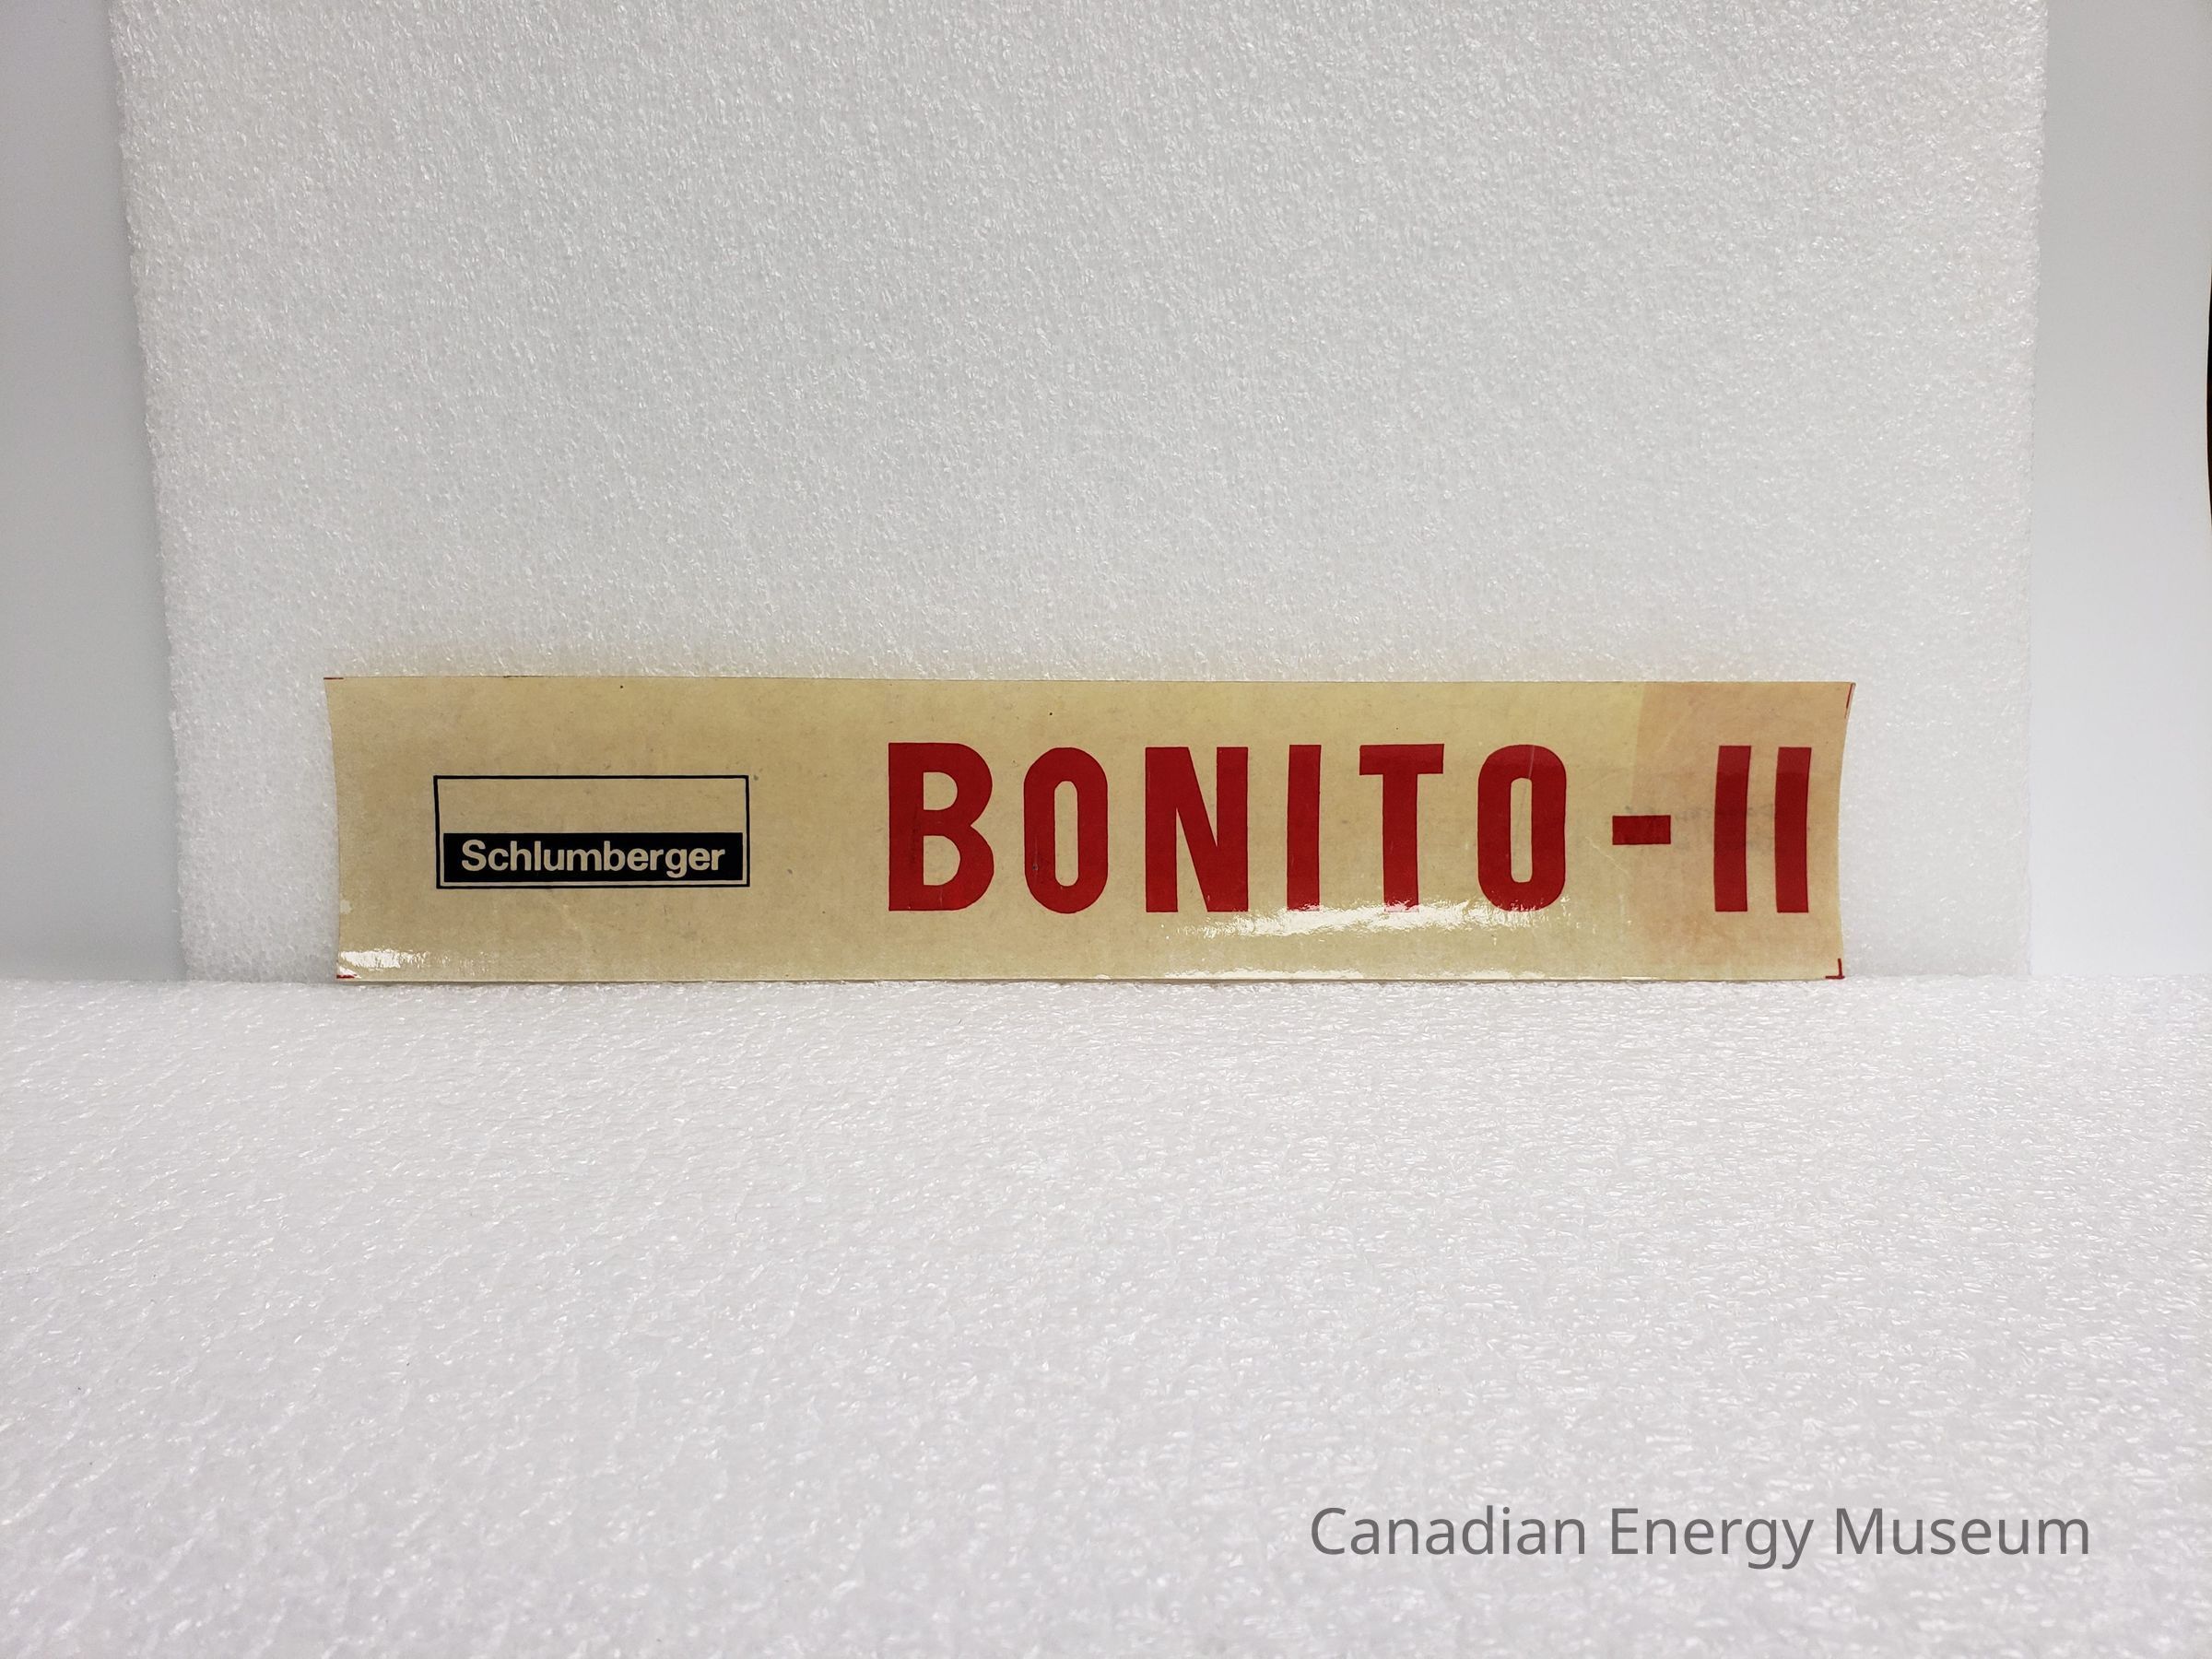 Schlumberger
BONITO-II
Canadian Energy Museum